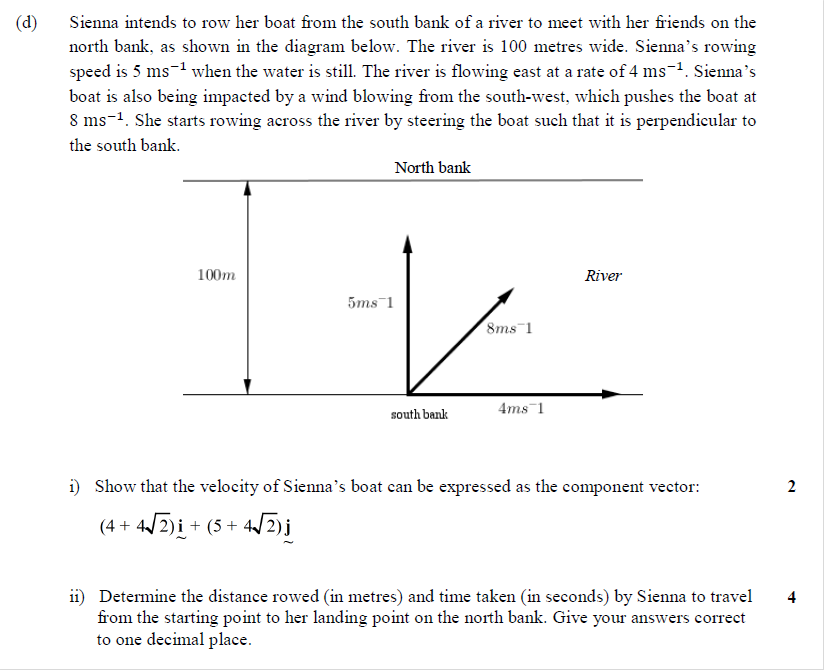 (d) Sienna intends to row her boat from the south bank of a river to meet with her friends on the
north bank, as shown in the diagram below. The river is 100 metres wide. Sienna's rowing
speed is 5 ms⁻¹ when the water is still. The river is flowing east at a rate of 4 ms⁻¹. Sienna's
boat is also being impacted by a wind blowing from the south-west, which pushes the boat at
8 ms⁻¹. She starts rowing across the river by steering the boat such that it is perpendicular to
the south bank.
North bank
100m
River
5ms⁻1
8ms⁻1
south bank
4ms⁻1
i) Show that the velocity of Sienna's boat can be expressed as the component vector: 2
(4 + 4√2)ḭ + (5 + 4√2)j̰
ii) Determine the distance rowed (in metres) and time taken (in seconds) by Sienna to travel 4
from the starting point to her landing point on the north bank. Give your answers correct
to one decimal place.